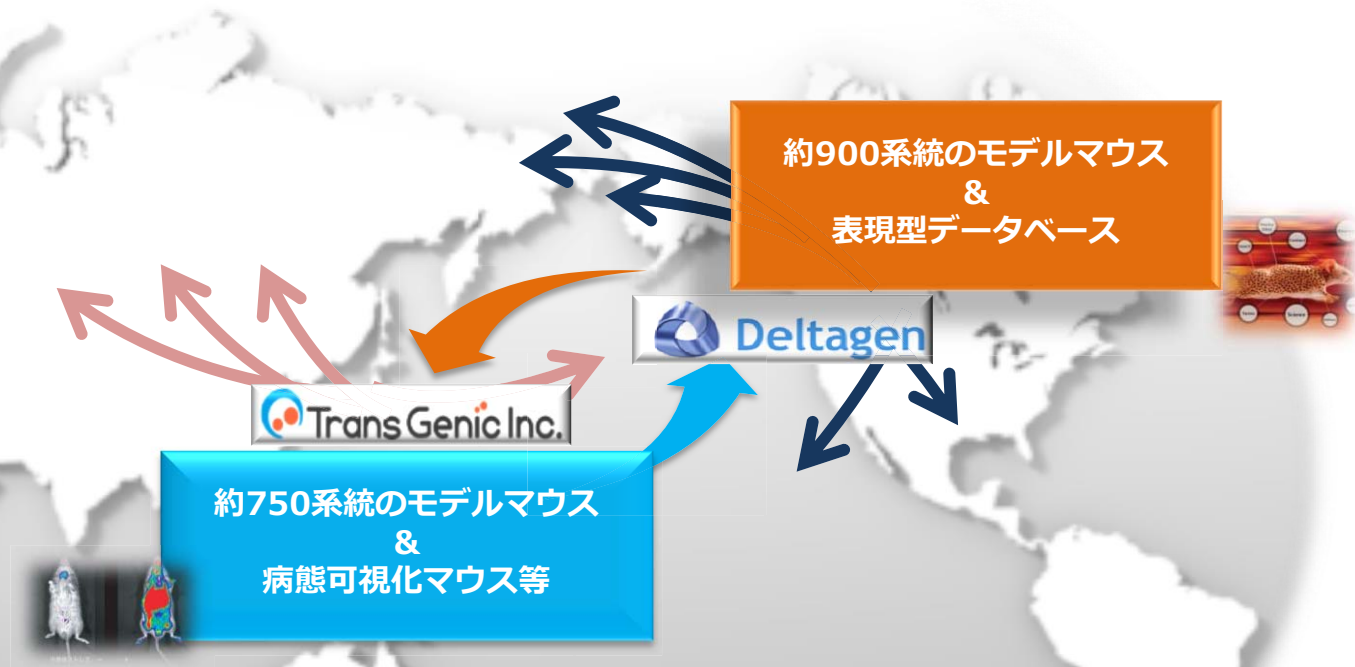 約900系統のモデルマウス
&
表現型データベース
Deltagen
Trans Genic Inc.
約750系統のモデルマウス
&
病態可視化マウス等